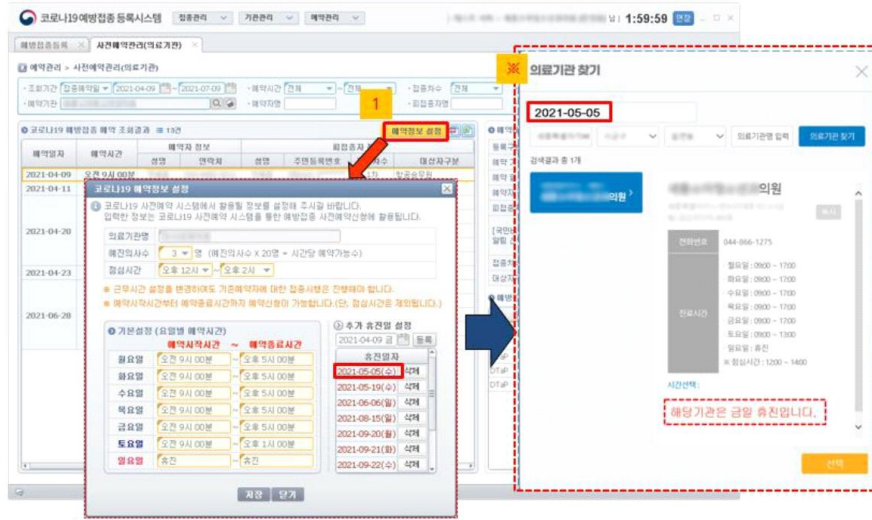 코로나19예방접종 등록시스템 접종관리 기관관리 예약관리
1:59:59 연장
예방접종등록 사전예약관리(의료기관)
예약관리 > 사전예약관리(의료기관)
조회기간 접종예약일 2021-04-09 ~ 2021-07-09 예약시간 전체 ~ 전체 접종차수 전체
예약기관 예약자명 피접종자명
1
코로나19 예방접종 예약 조회결과 13건
예약정보 설정
예약일자 예약시간 예약자 정보
성명 연락처 성명 주민등록번호 대상자구분
2021-04-09 오전 9시 00분 항공승무원
2021-04-11
2021-04-20
2021-04-23
2021-06-28
코로나19 예약정보 설정
코로나19 사전예약 시스템에서 활용될 정보를 설정해 주시길 바랍니다.
입력한 정보는 코로나19 사전예약 시스템을 통한 예방접종 사전예약신청에 활용됩니다.
의료기관명
예진의사수 3 명 (예진의사수 X 20명 = 시간당 예약가능수)
점심시간 오후 12시 ~ 오후 2시
※ 근무시간 설정을 변경하여도 기존예약자에 대한 접종시행은 진행해야 합니다.
※ 예약시작시간부터 예약종료시간까지 예약신청이 가능합니다.(단, 점심시간은 제외됩니다.)
기본설정 (요일별 예약시간)
예약시작시간 ~ 예약종료시간
월요일 오전 9시 00분 ~ 오후 5시 00분
화요일 오전 9시 00분 ~ 오후 5시 00분
수요일 오전 9시 00분 ~ 오후 5시 00분
목요일 오전 9시 00분 ~ 오후 5시 00분
금요일 오전 9시 00분 ~ 오후 5시 00분
토요일 오전 9시 00분 ~ 오후 1시 00분
일요일 휴진 ~ 휴진
추가 휴진일 설정
2021-04-09 금 등록
휴진일자
2021-05-05(수) 삭제
2021-05-19(수) 삭제
2021-06-06(일) 삭제
2021-08-15(일) 삭제
2021-09-20(월) 삭제
2021-09-21(화) 삭제
2021-09-22(수) 삭제
저장 닫기
※ 의료기관 찾기
2021-05-05
의료기관명 입력 의료기관 찾기
검색결과 총 1개
의원
의원
전화번호 044-866-1275
진료시간
월요일 : 0900 ~ 1700
화요일 : 0900 ~ 1700
수요일 : 0900 ~ 1700
목요일 : 0900 ~ 1700
금요일 : 0900 ~ 1700
토요일 : 0900 ~ 1300
일요일 : 휴진
※ 점심시간 : 1200 ~ 1400
시간선택 :
해당기관은 금일 휴진입니다.
선택